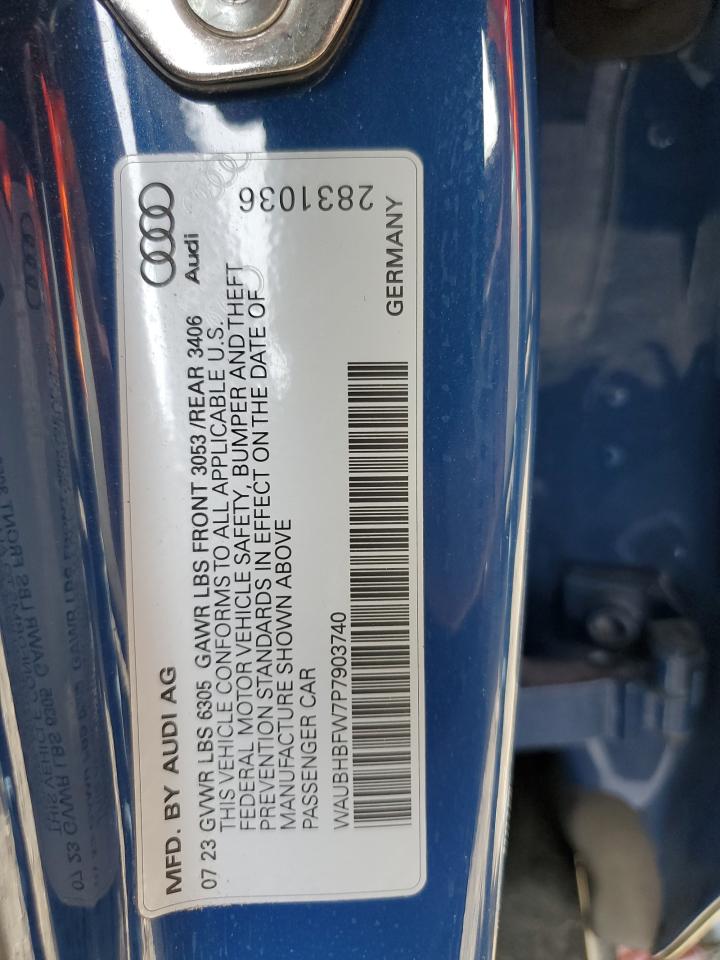 MFD. BY AUDI AG
Audi
07 23 GVWR LBS 6305 GAWR LBS FRONT 3053 /REAR 3406
THIS VEHICLE CONFORMS TO ALL APPLICABLE U.S.
FEDERAL MOTOR VEHICLE SAFETY, BUMPER AND THEFT
PREVENTION STANDARDS IN EFFECT ON THE DATE OF
MANUFACTURE SHOWN ABOVE
PASSENGER CAR
WAUBHBFW7P7903740
GERMANY
2831036